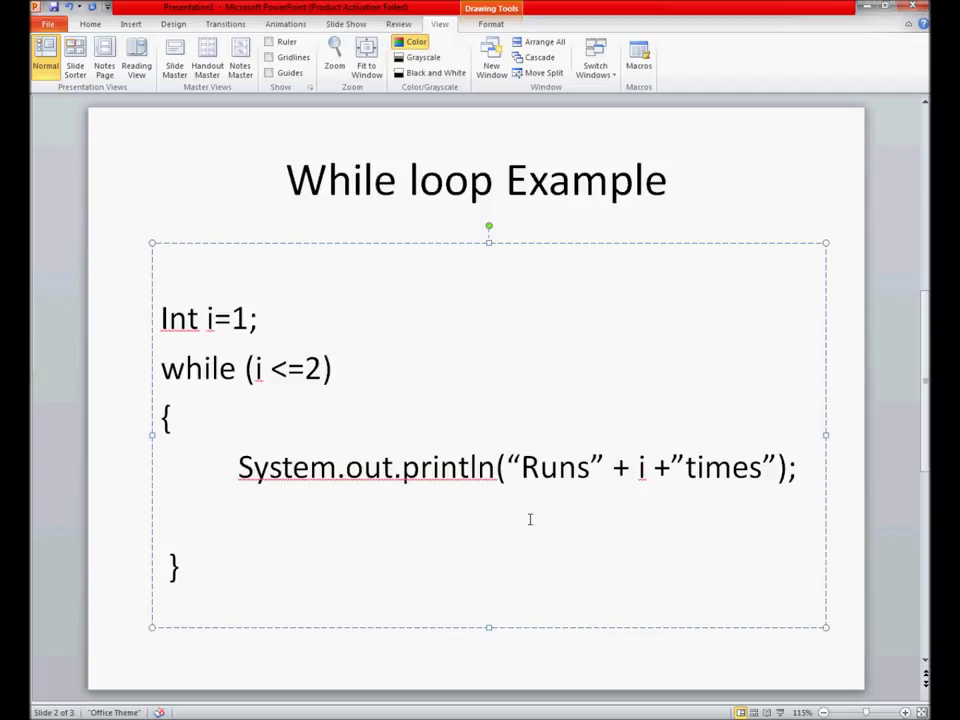 Presentation1 - Microsoft PowerPoint (Product Activation Failed)
Drawing Tools
File Home Insert Design Transitions Animations Slide Show Review View Format
Normal Slide Sorter Notes Page Reading View Slide Master Handout Master Notes Master
Ruler
Gridlines
Guides
Zoom Fit to Window
Color
Grayscale
Black and White
New Window
Arrange All
Cascade
Move Split
Switch Windows
Macros
Presentation Views Master Views Show Zoom Color/Grayscale Window Macros
While loop Example
Int i=1;
while (i <=2)
{
System.out.println(“Runs” + i +”times”);
}
Slide 2 of 3 "Office Theme" 115%